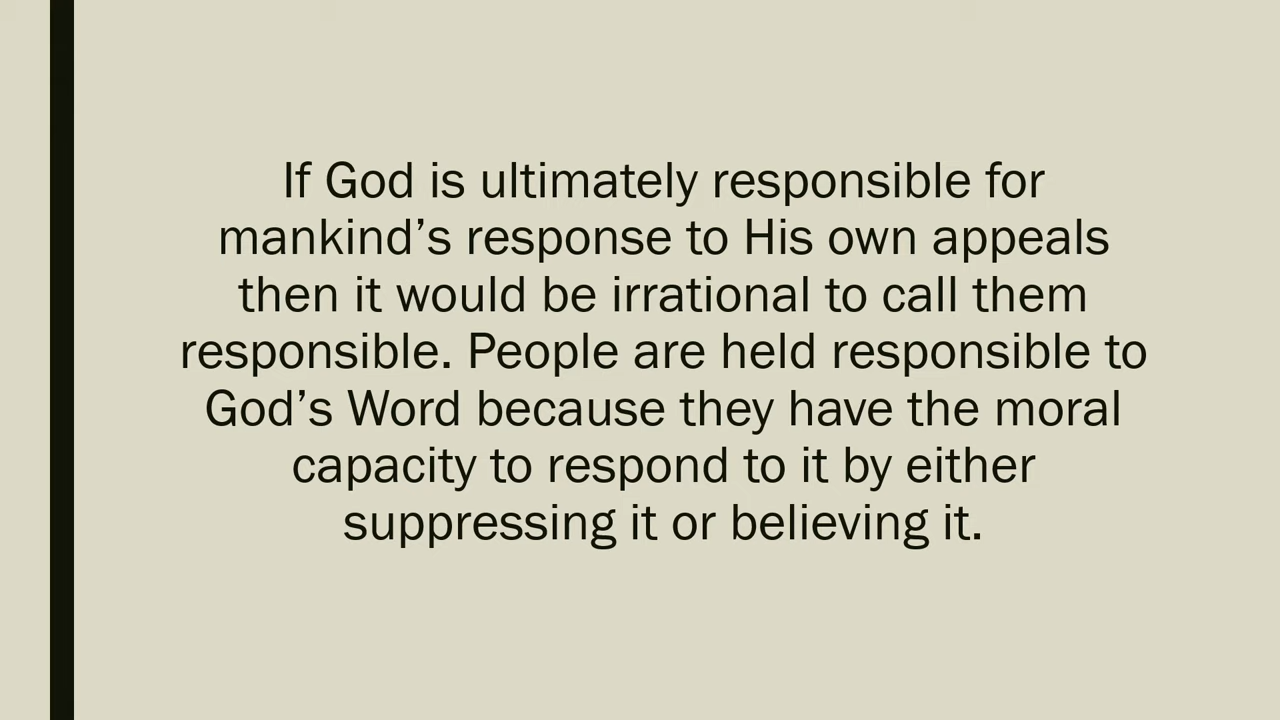 If God is ultimately responsible for
mankind’s response to His own appeals
then it would be irrational to call them
responsible. People are held responsible to
God’s Word because they have the moral
capacity to respond to it by either
suppressing it or believing it.